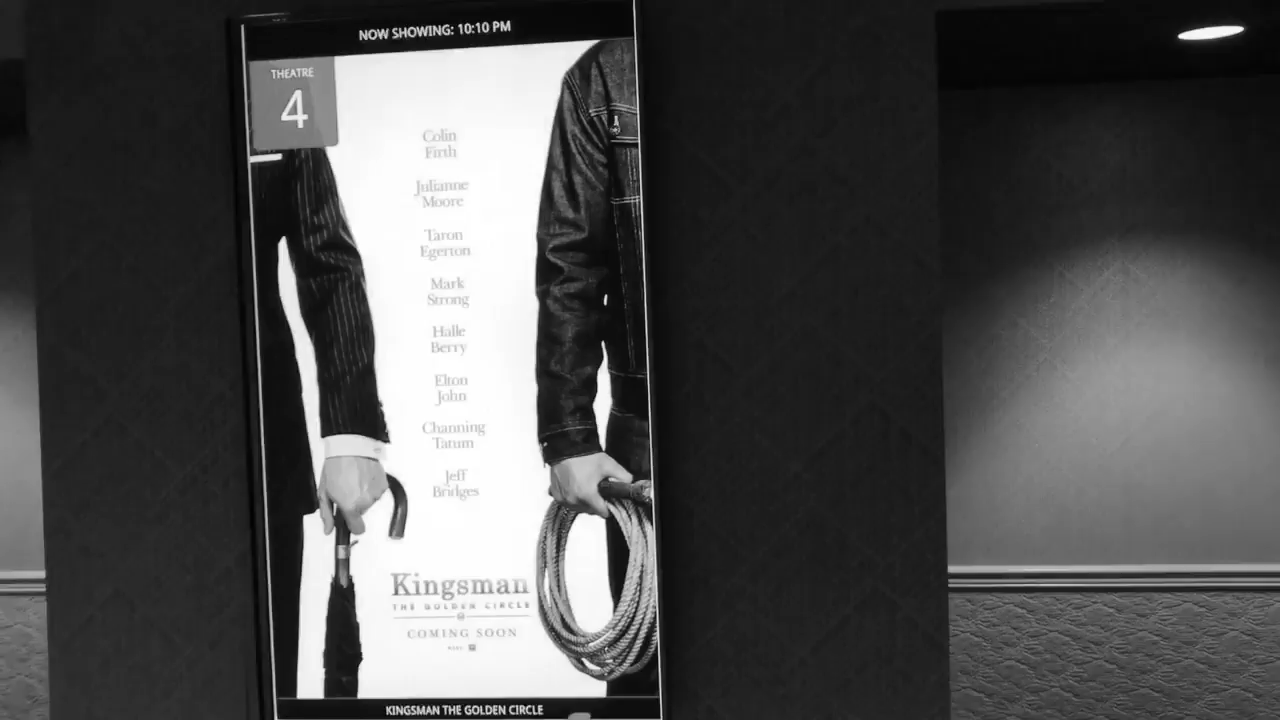 NOW SHOWING: 10:10 PM
THEATRE
4
Colin
Firth
Julianne
Moore
Taron
Egerton
Mark
Strong
Halle
Berry
Elton
John
Channing
Tatum
Jeff
Bridges
Kingsman
THE GOLDEN CIRCLE
COMING SOON
KINGSMAN THE GOLDEN CIRCLE